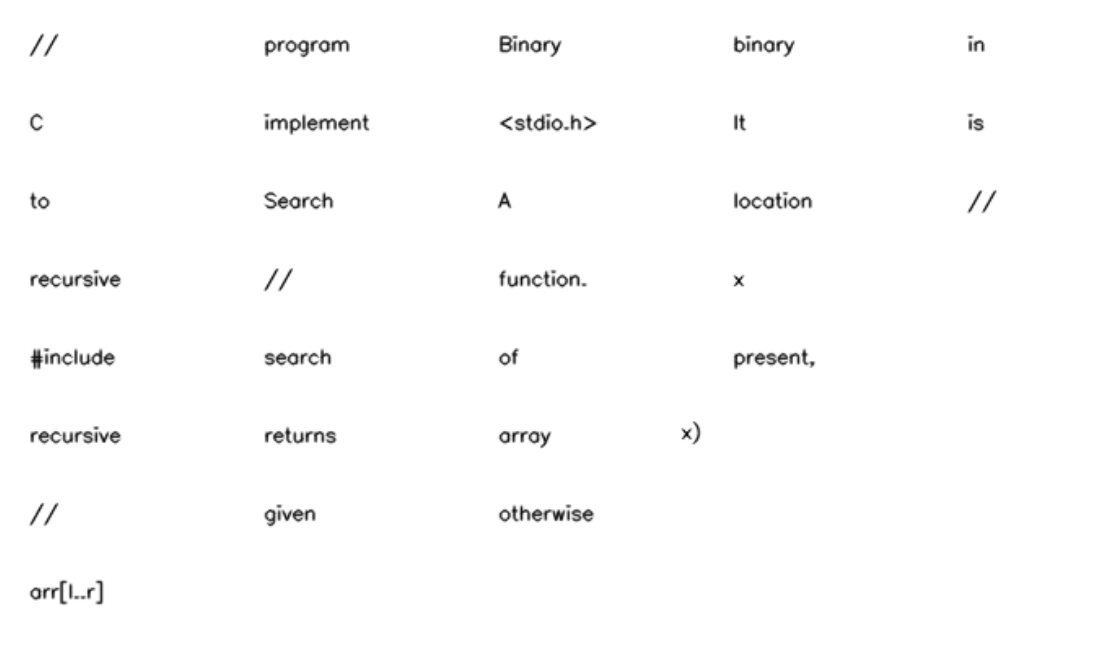 // program Binary binary in
C implement <stdio.h> It is
to Search A location //
recursive // function. x
#include search of present,
recursive returns array x)
// given otherwise
arr[l..r]